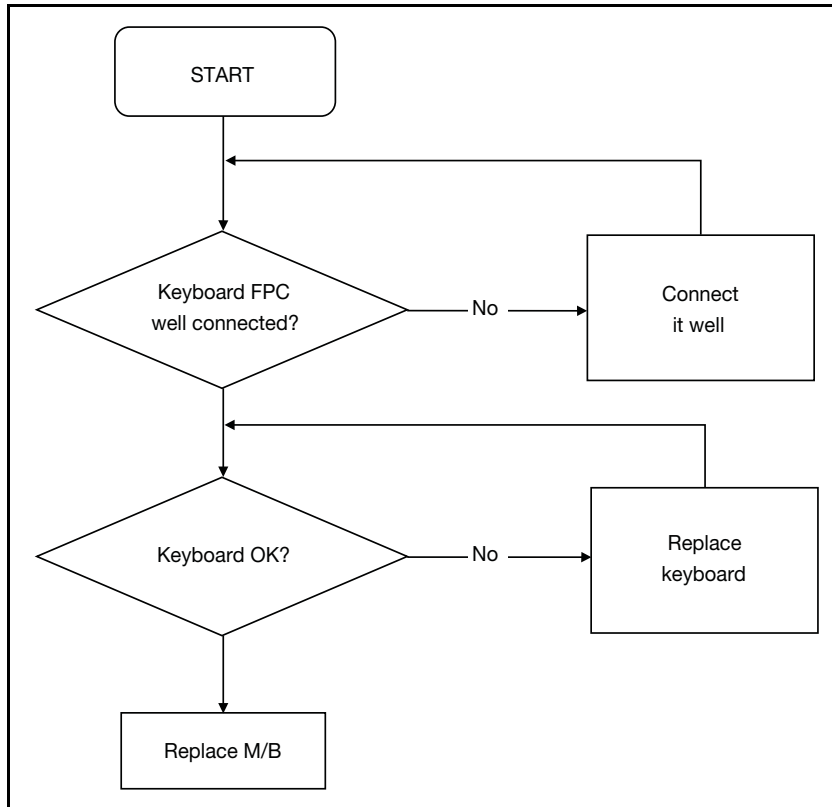 START
Keyboard FPC
well connected?
No
Connect
it well
Keyboard OK?
No
Replace
keyboard
Replace M/B